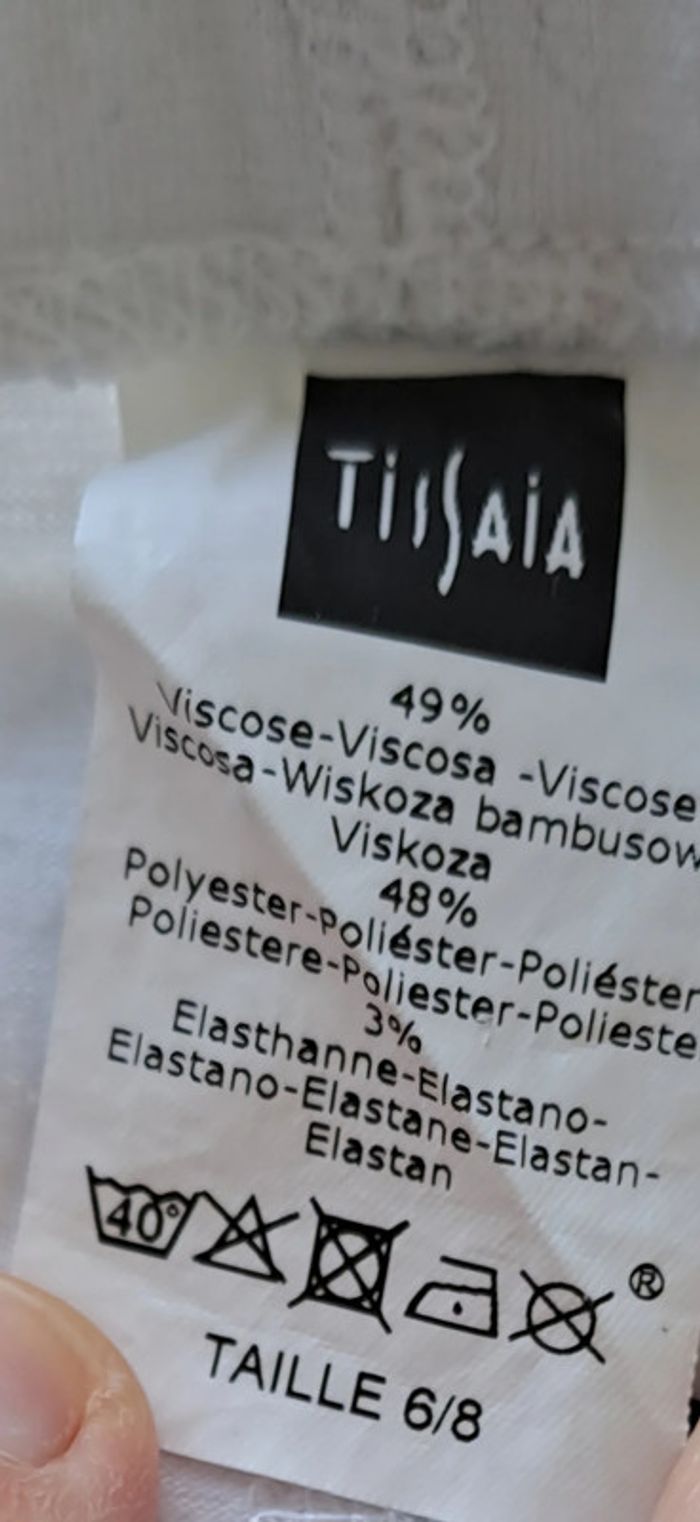 TISSAIA
49%
Viscose-Viscosa -Viscose
Viscosa-Wiskoza bambusow
Viskoza
48%
Polyester-Poliéster-Poliéster
Poliestere-Poliester-Polieste
3%
Elasthanne-Elastano-
Elastano-Elastane-Elastan-
Elastan
40° ®
TAILLE 6/8